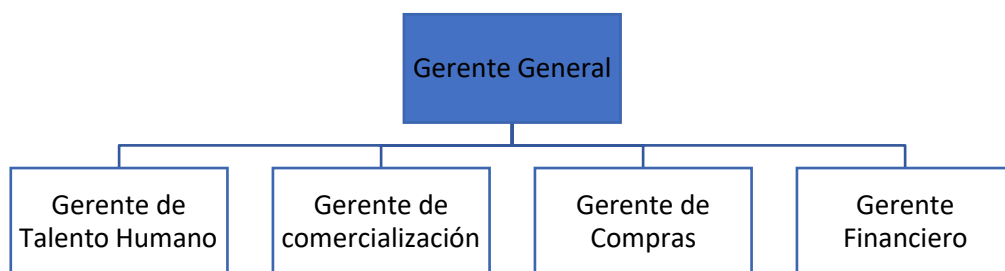 Gerente General
Gerente de
Talento Humano
Gerente de
comercialización
Gerente de
Compras
Gerente
Financiero